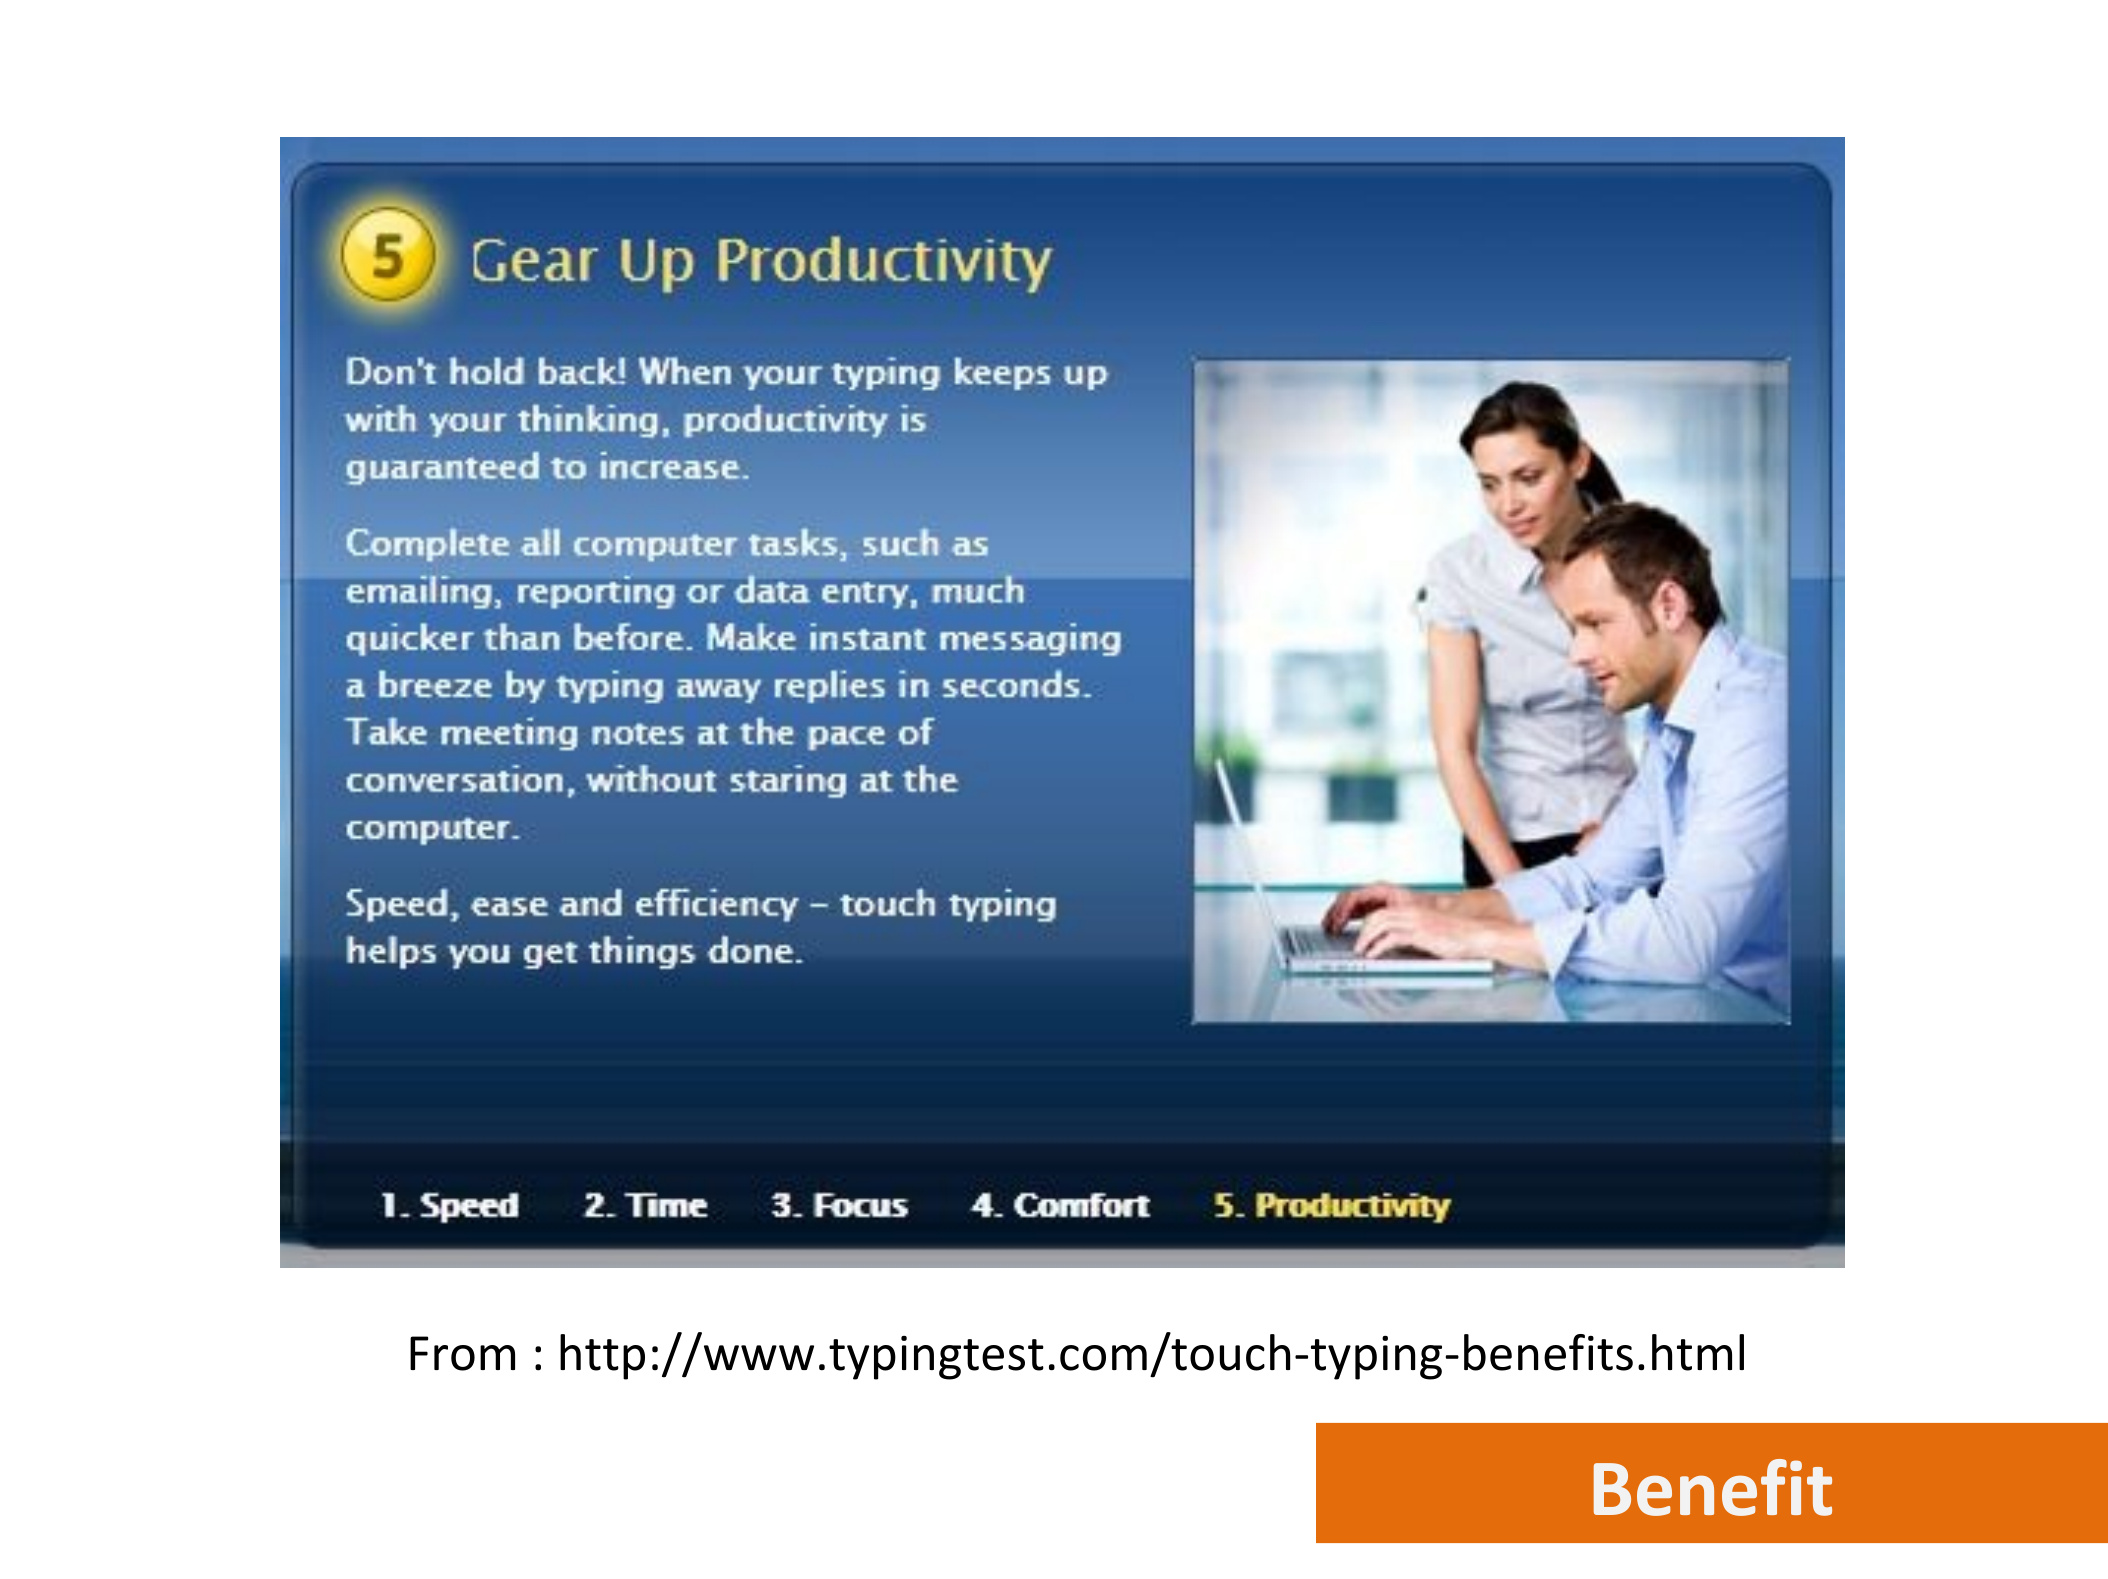 5 Gear Up Productivity
Don't hold back! When your typing keeps up
with your thinking, productivity is
guaranteed to increase.
Complete all computer tasks, such as
emailing, reporting or data entry, much
quicker than before. Make instant messaging
a breeze by typing away replies in seconds.
Take meeting notes at the pace of
conversation, without staring at the
computer.
Speed, ease and efficiency – touch typing
helps you get things done.
1. Speed 2. Time 3. Focus 4. Comfort 5. Productivity
From : http://www.typingtest.com/touch-typing-benefits.html
Benefit